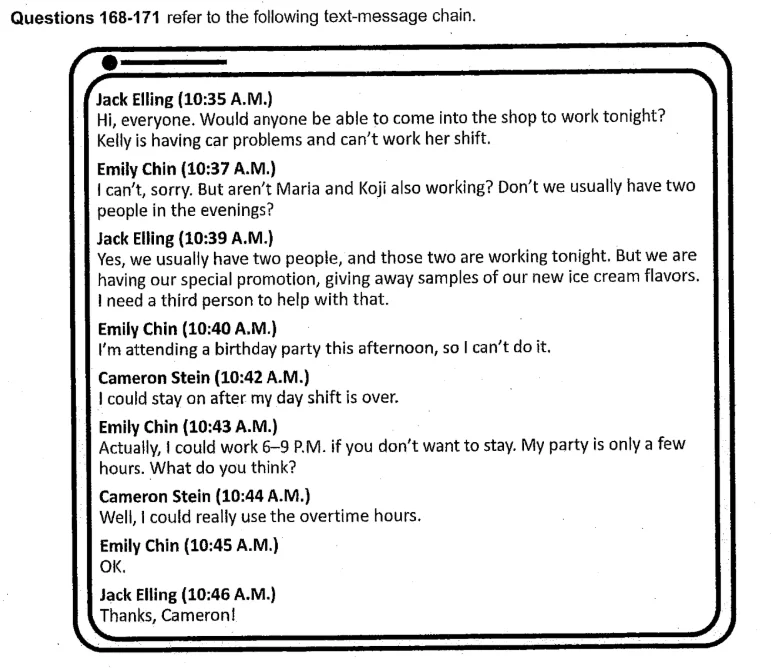 Questions 168-171 refer to the following text-message chain.
Jack Elling (10:35 A.M.)
Hi, everyone. Would anyone be able to come into the shop to work tonight?
Kelly is having car problems and can't work her shift.
Emily Chin (10:37 A.M.)
I can't, sorry. But aren't Maria and Koji also working? Don't we usually have two
people in the evenings?
Jack Elling (10:39 A.M.)
Yes, we usually have two people, and those two are working tonight. But we are
having our special promotion, giving away samples of our new ice cream flavors.
I need a third person to help with that.
Emily Chin (10:40 A.M.)
I'm attending a birthday party this afternoon, so I can't do it.
Cameron Stein (10:42 A.M.)
I could stay on after my day shift is over.
Emily Chin (10:43 A.M.)
Actually, I could work 6–9 P.M. if you don't want to stay. My party is only a few
hours. What do you think?
Cameron Stein (10:44 A.M.)
Well, I could really use the overtime hours.
Emily Chin (10:45 A.M.)
OK.
Jack Elling (10:46 A.M.)
Thanks, Cameron!